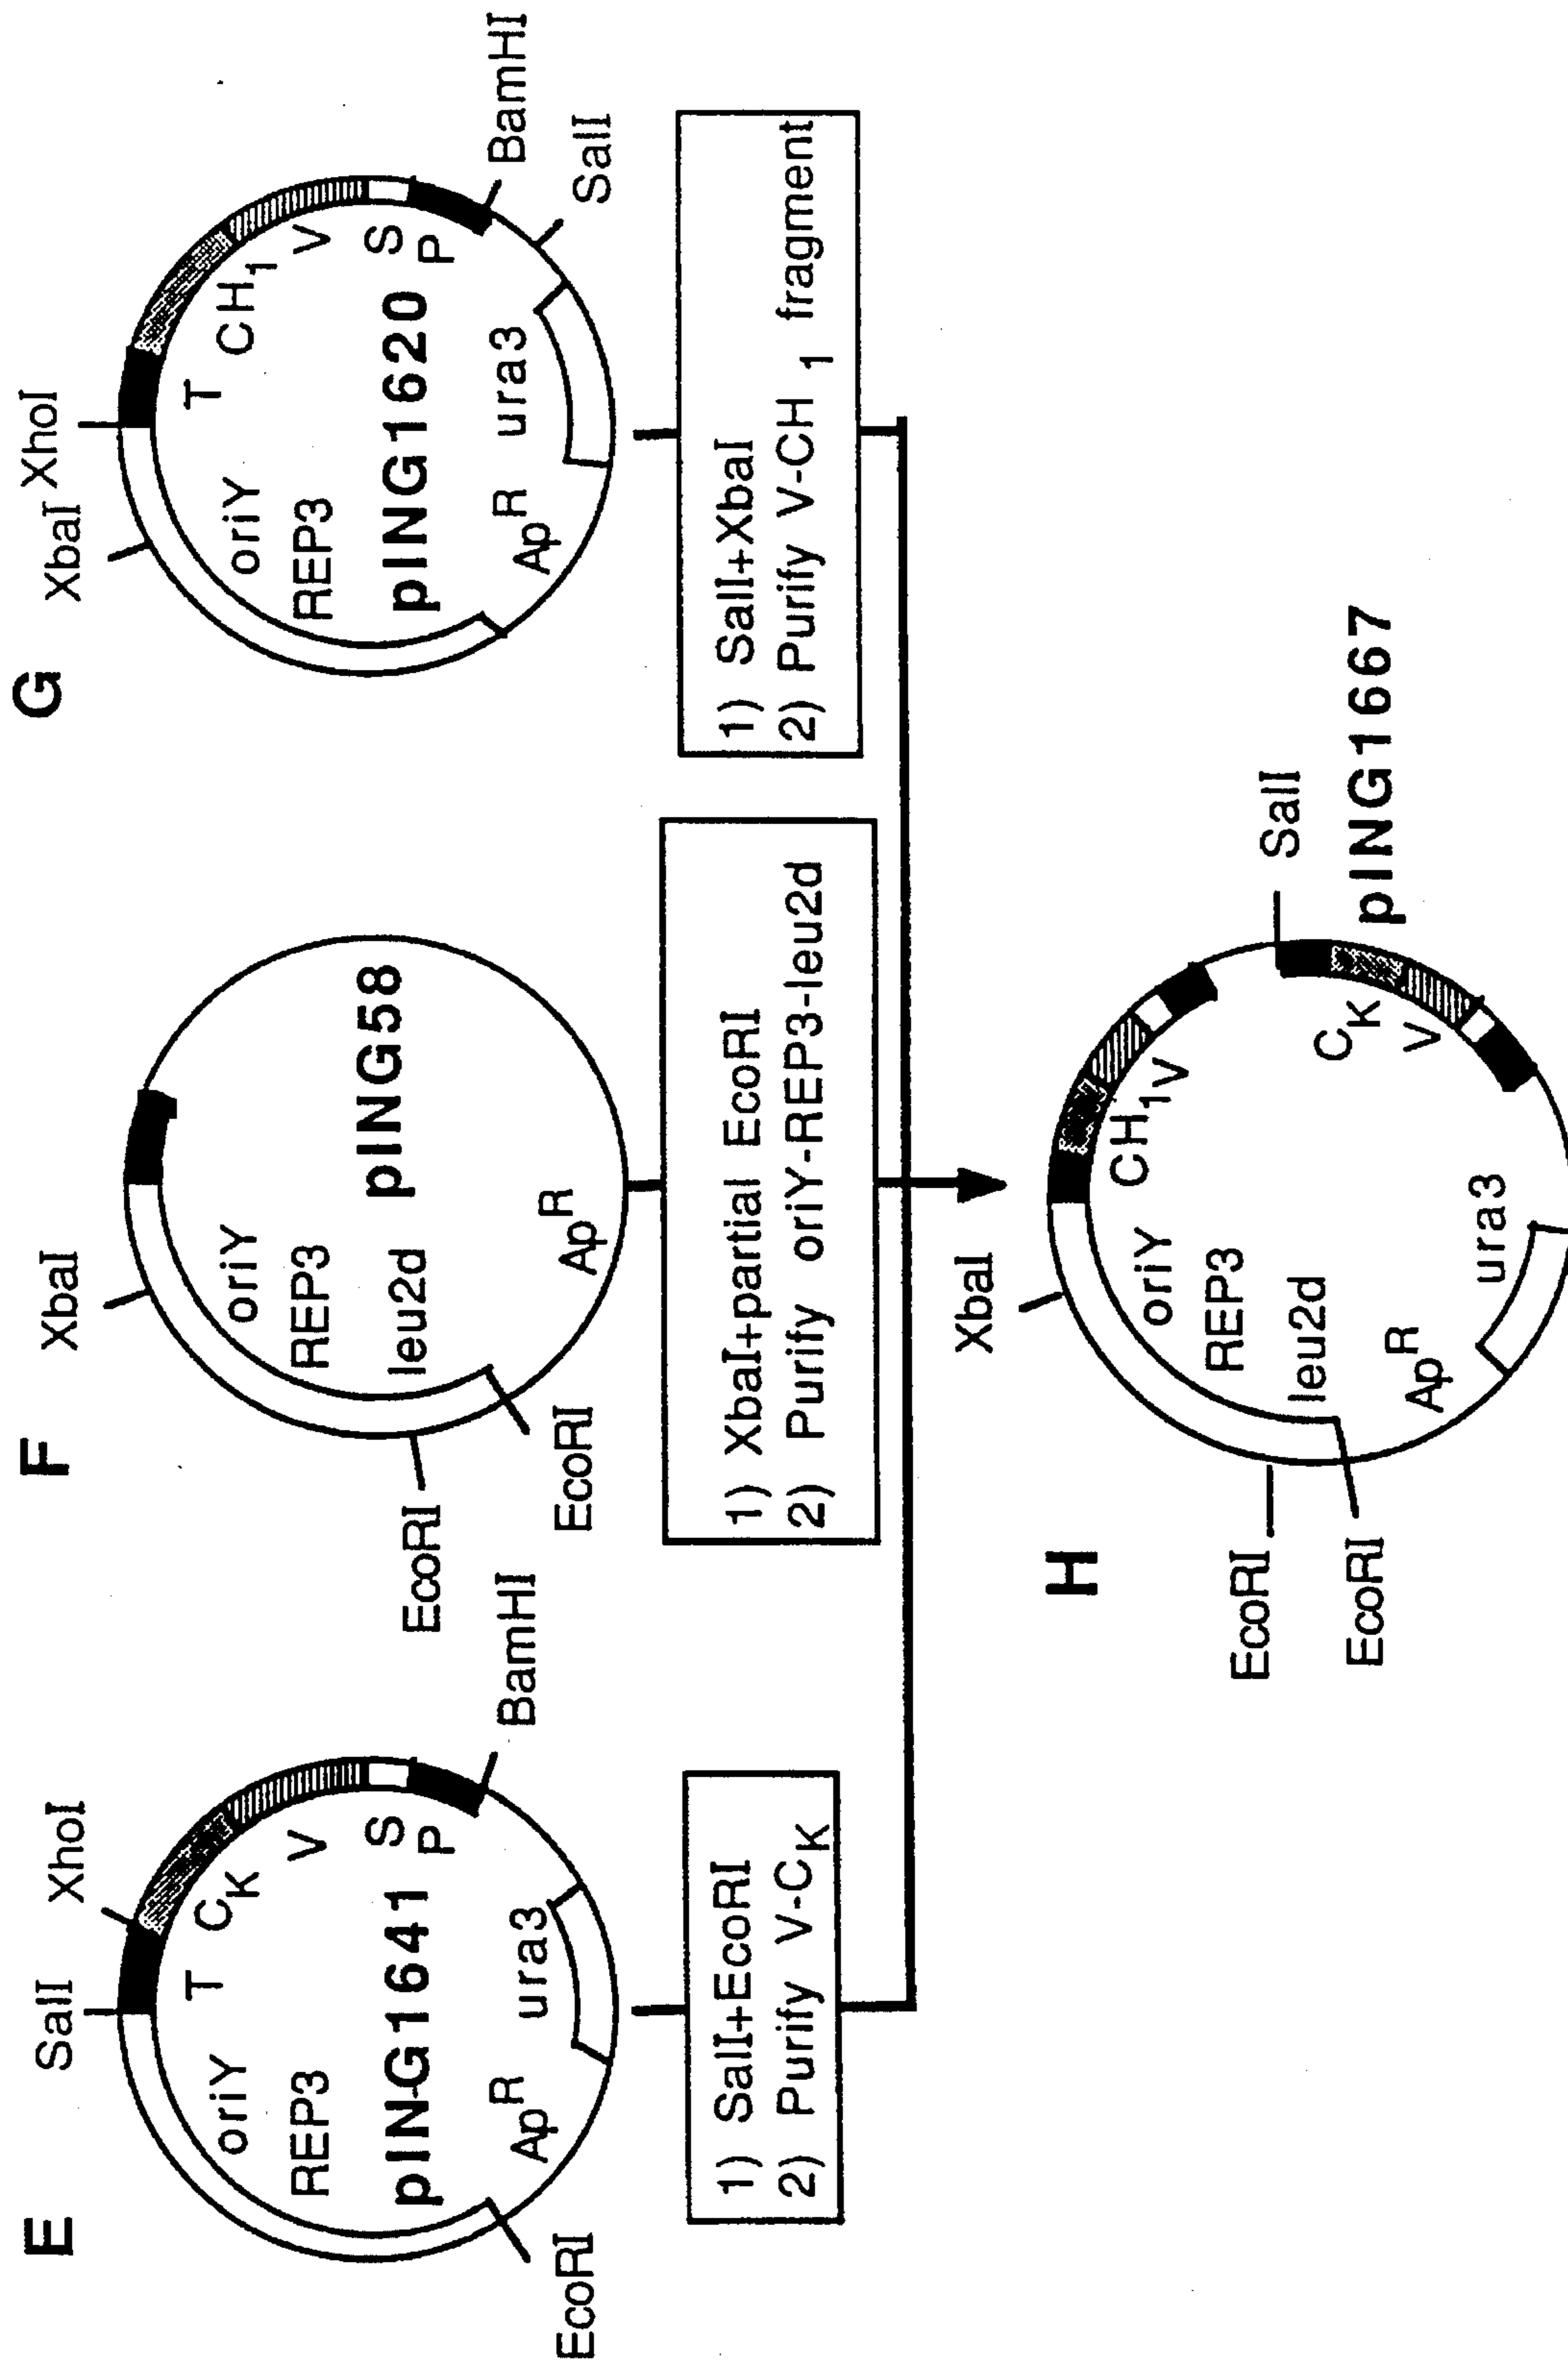 E
SalI
XhoI
T
CK
V
S
P
oriY
REP3
pING1641
ApR
ura3
BamHI
EcoRI
1) SalI+EcoRI
2) Purify V-CK
F
XbaI
oriY
REP3
leu2d
pING58
ApR
EcoRI
EcoRI
1) XbaI+partial EcoRI
2) Purify oriY-REP3-leu2d
G
XbaI
XhoI
T
CH1
V
S
P
oriY
REP3
pING1620
ApR
ura3
BamHI
SalI
1) SalI+XbaI
2) Purify V-CH1 fragment
H
XbaI
SalI
oriY
CH1V
REP3
CK
V
leu2d
ApR
ura3
EcoRI
EcoRI
pING1667